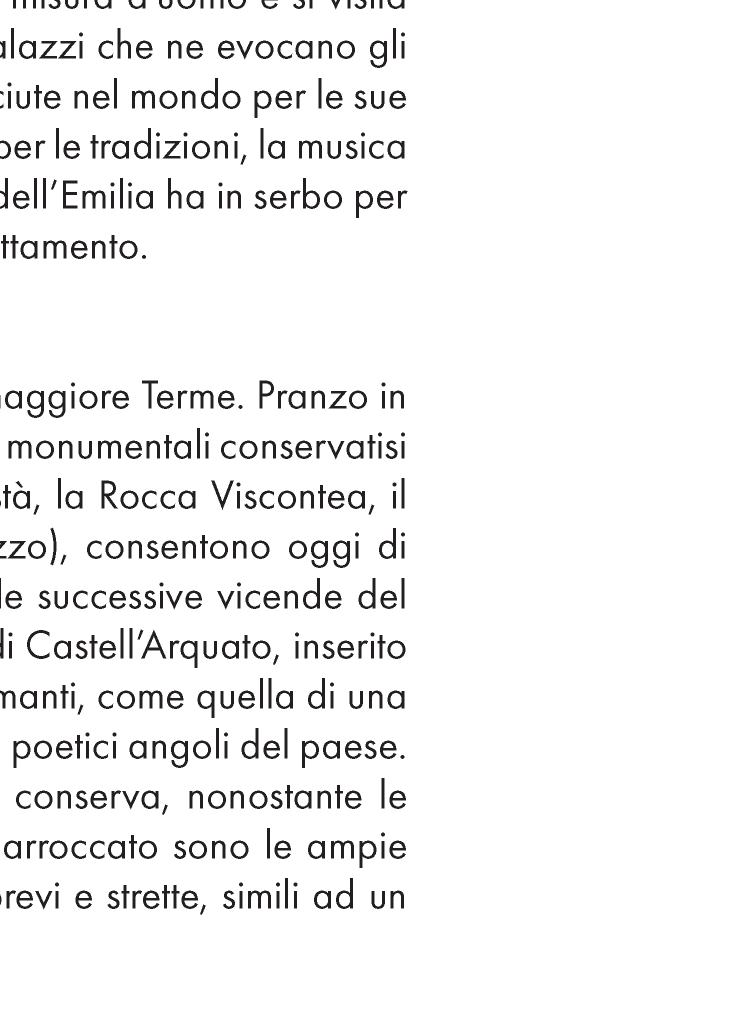 misura d'uomo e si visita
alazzi che ne evocano gli
ciute nel mondo per le sue
per le tradizioni, la musica
dell'Emilia ha in serbo per
ttamento.
aggiore Terme. Pranzo in
monumentali conservatisi
stà, la Rocca Viscontea, il
zzo), consentono oggi di
le successive vicende del
di Castell'Arquato, inserito
manti, come quella di una
poetici angoli del paese.
conserva, nonostante le
arroccato sono le ampie
brevi e strette, simili ad un